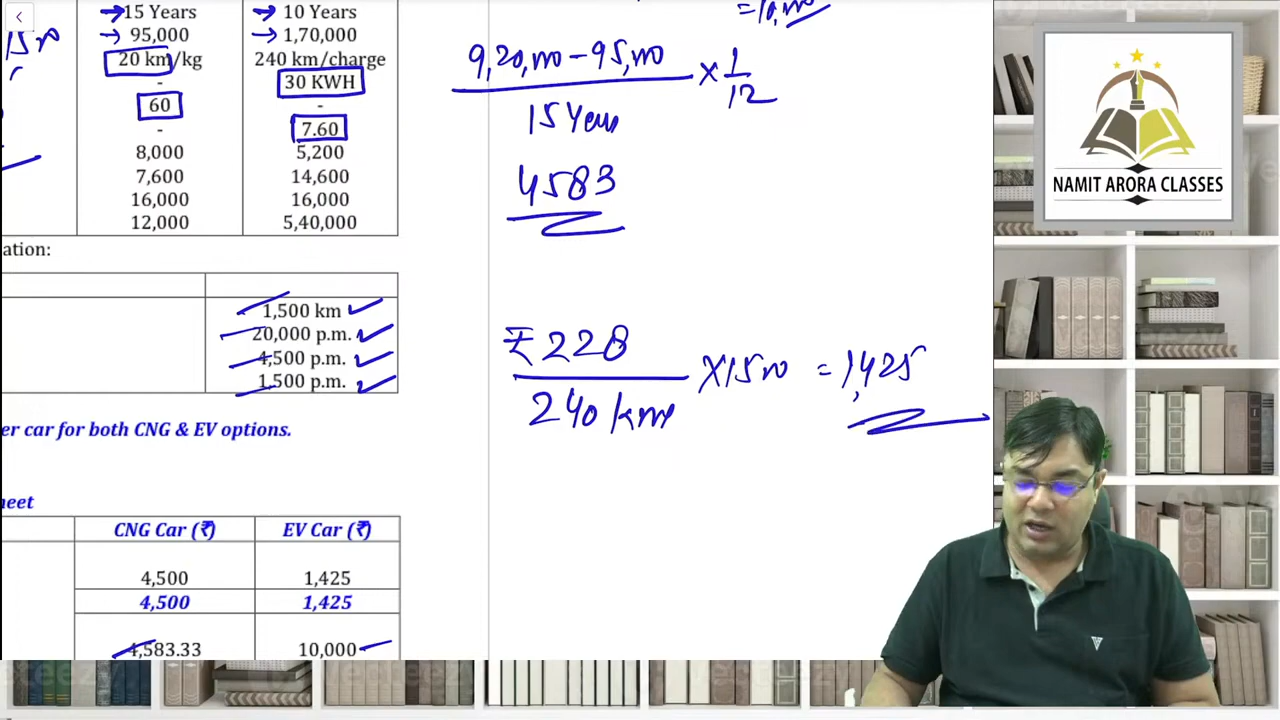 15 Years 10 Years
95,000 1,70,000
20 km/kg 240 km/charge
- 30 KWH
60 -
- 7.60
8,000 5,200
7,600 14,600
16,000 16,000
12,000 5,40,000
ation:
1,500 km
20,000 p.m.
4,500 p.m.
1,500 p.m.
er car for both CNG & EV options.
heet
CNG Car (₹) EV Car (₹)
4,500 1,425
4,500 1,425
4,583.33 10,000
=10,000
9,20,000 - 95,000 × 1
12
15 Years
4583
₹228 × 1500 = 1,425
240 km
NAMIT ARORA CLASSES